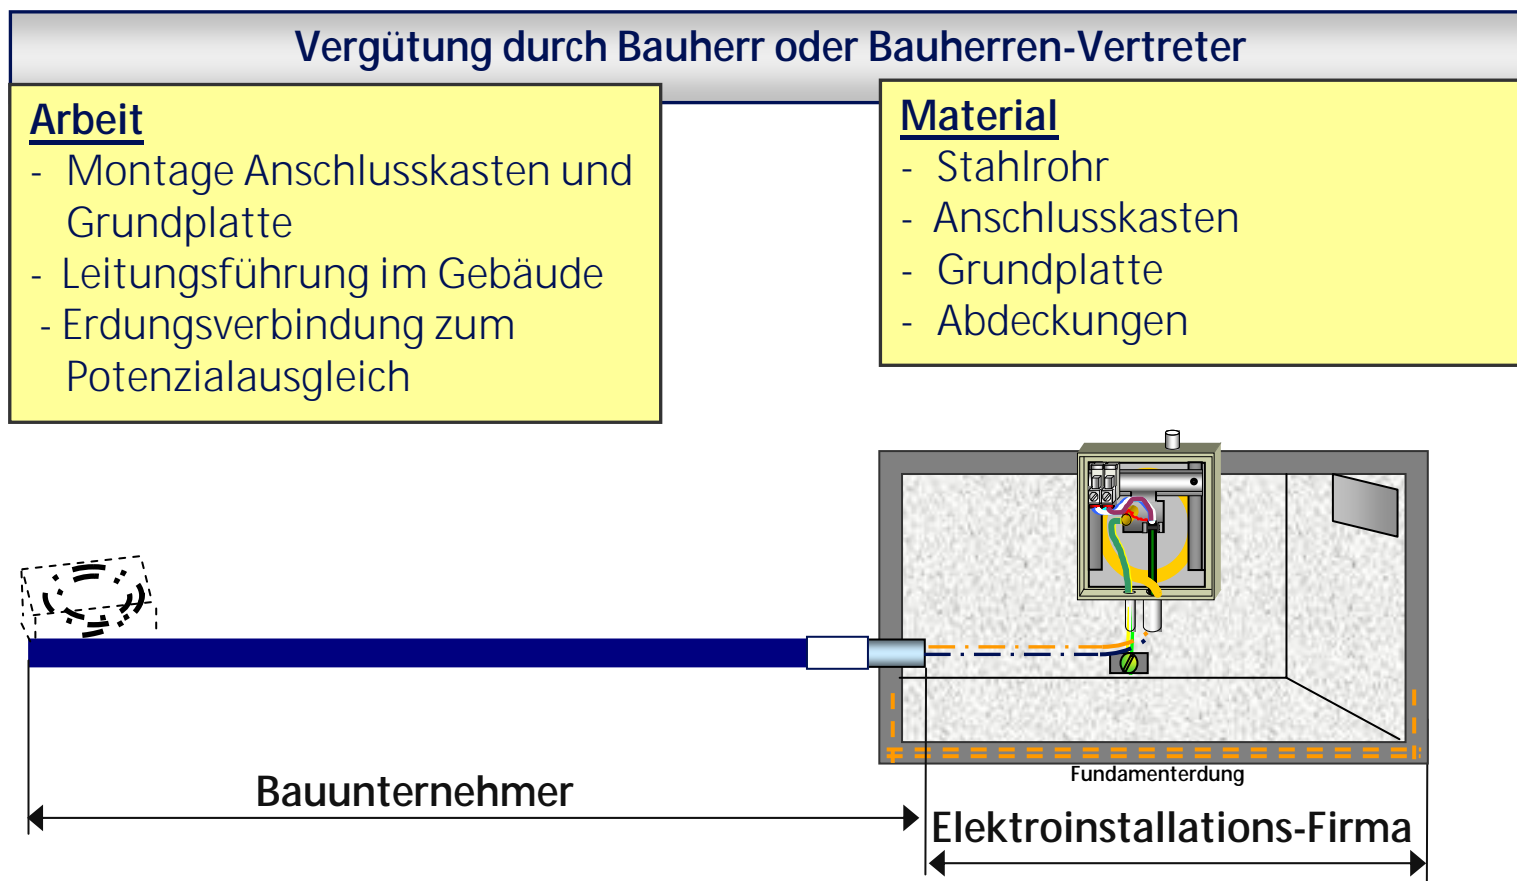 Vergütung durch Bauherr oder Bauherren-Vertreter
Arbeit
- Montage Anschlusskasten und
Grundplatte
- Leitungsführung im Gebäude
- Erdungsverbindung zum
Potenzialausgleich
Material
- Stahlrohr
- Anschlusskasten
- Grundplatte
- Abdeckungen
Fundamenterdung
Bauunternehmer
Elektroinstallations-Firma